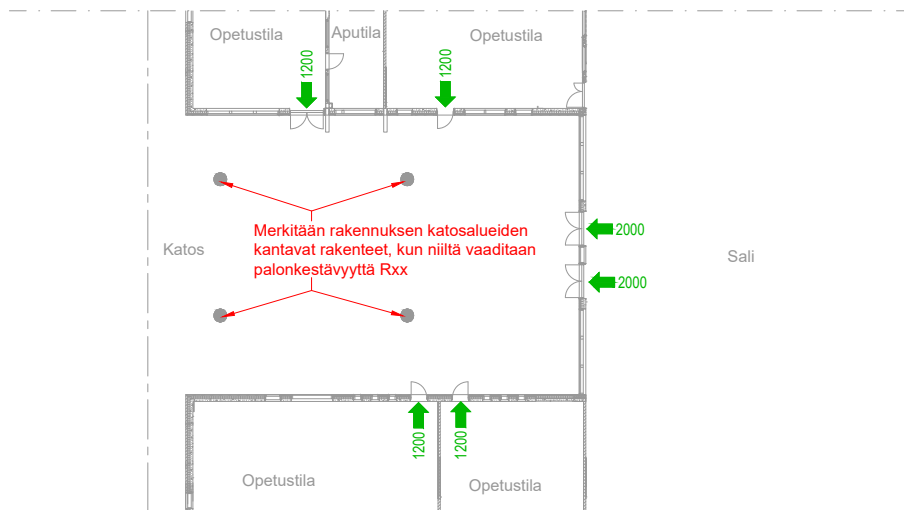 Opetustila
Aputila
Opetustila
1200
1200
Katos
Merkitään rakennuksen katosalueiden
kantavat rakenteet, kun niiltä vaaditaan
palonkestävyyttä Rxx
2000
Sali
2000
1200
1200
Opetustila
Opetustila